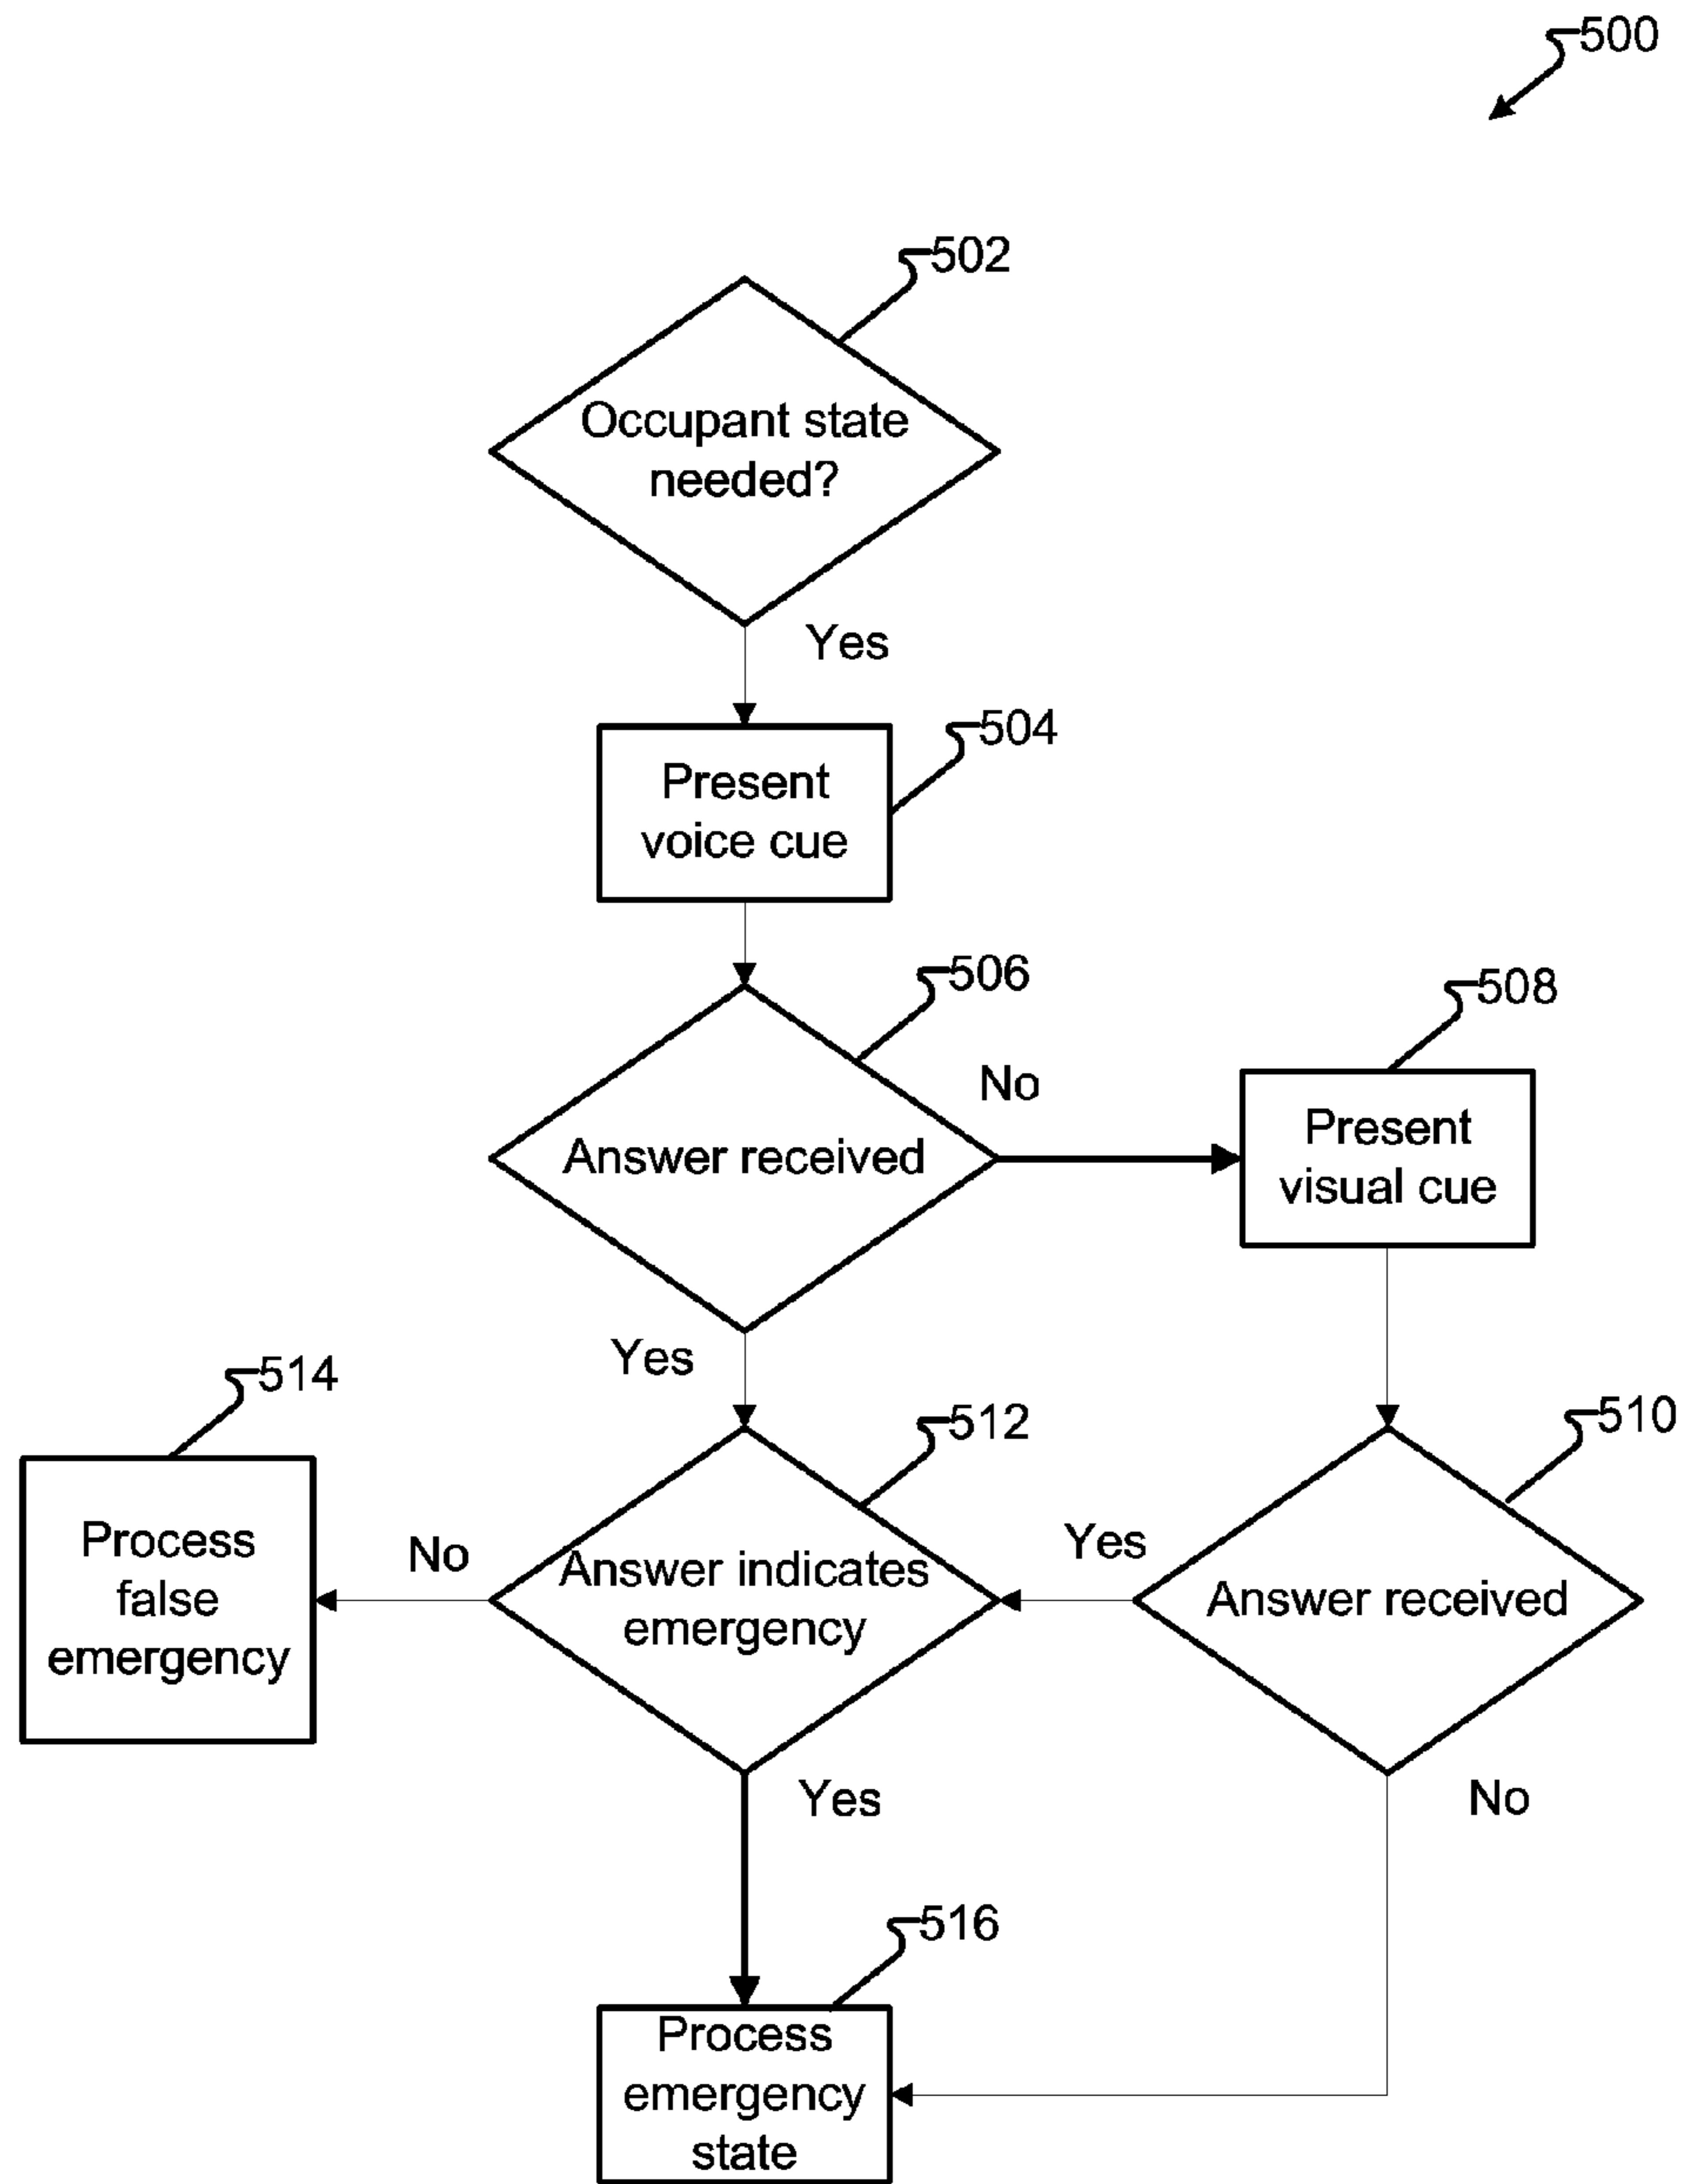 500
502
Occupant state
needed?
Yes
504
Present
voice cue
506
508
No
Answer received
Present
visual cue
Yes
514
512
510
Process
false
emergency
No
Answer indicates
emergency
Yes
Answer received
Yes
No
516
Process
emergency
state